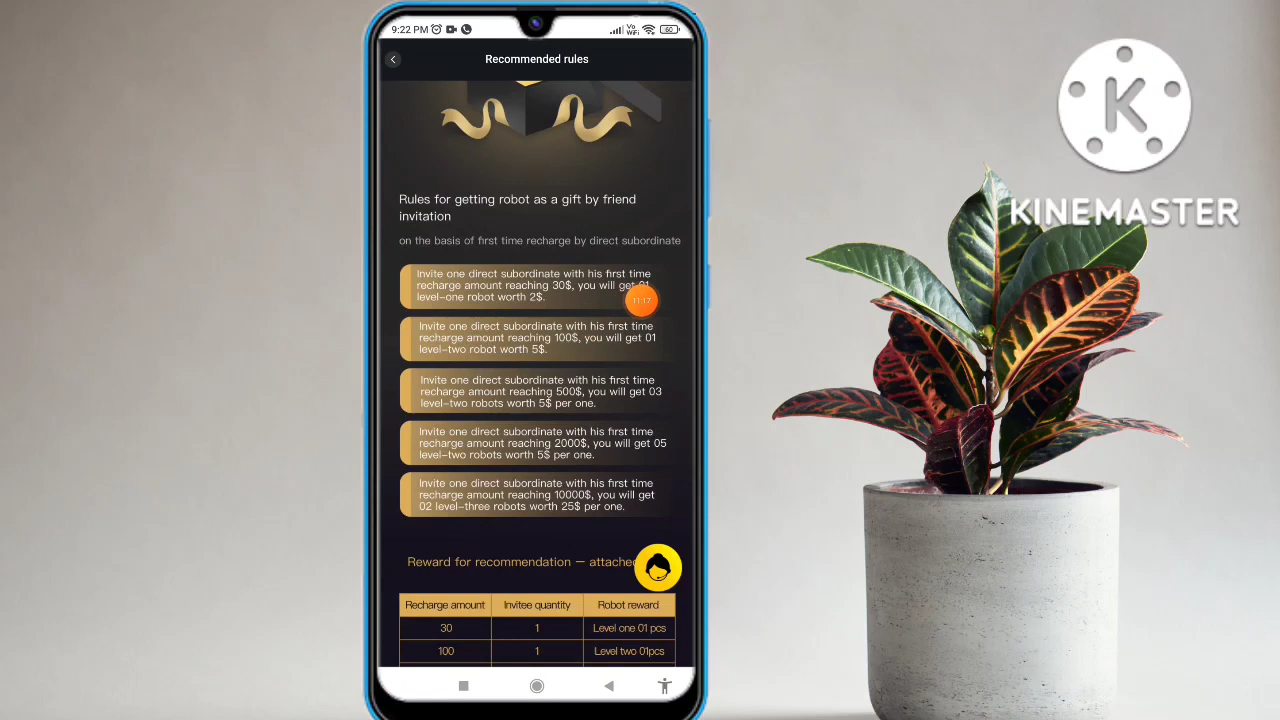 9:22 PM
Vo
WiFi
60
Recommended rules
KINEMASTER
Rules for getting robot as a gift by friend
invitation
on the basis of first time recharge by direct subordinate
Invite one direct subordinate with his first time
recharge amount reaching 30$, you will get 01
level-one robot worth 2$.
11:17
Invite one direct subordinate with his first time
recharge amount reaching 100$, you will get 01
level-two robot worth 5$.
Invite one direct subordinate with his first time
recharge amount reaching 500$, you will get 03
level-two robots worth 5$ per one.
Invite one direct subordinate with his first time
recharge amount reaching 2000$, you will get 05
level-two robots worth 5$ per one.
Invite one direct subordinate with his first time
recharge amount reaching 10000$, you will get
02 level-three robots worth 25$ per one.
Reward for recommendation — attached
Recharge amount Invitee quantity Robot reward
30 1 Level one 01 pcs
100 1 Level two 01pcs